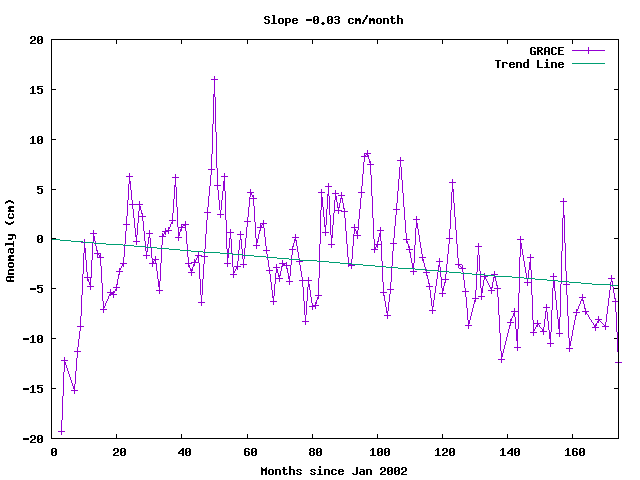 Slope -0.03 cm/month
GRACE
Trend Line
20
15
10
5
0
-5
-10
-15
-20
Anomaly (cm)
0 20 40 60 80 100 120 140 160
Months since Jan 2002